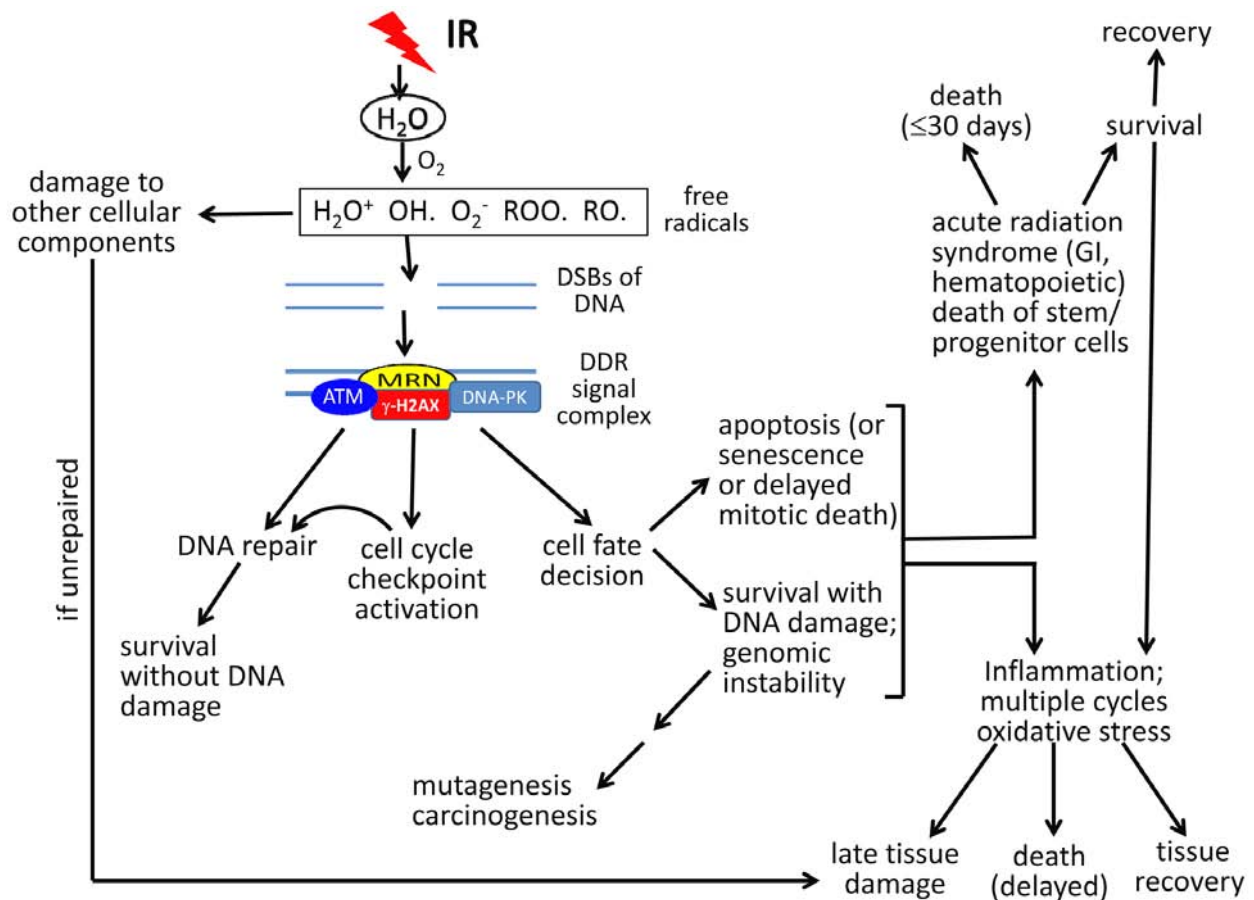 IR
H₂O
O₂
H₂O⁺ OH. O₂⁻ ROO. RO.
free
radicals
damage to
other cellular
components
DSBs of
DNA
DDR
signal
complex
MRN
ATM
γ-H2AX
DNA-PK
if unrepaired
DNA repair
cell cycle
checkpoint
activation
cell fate
decision
survival
without DNA
damage
apoptosis (or
senescence
or delayed
mitotic death)
survival with
DNA damage;
genomic
instability
mutagenesis
carcinogenesis
recovery
death
(≤30 days)
survival
acute radiation
syndrome (GI,
hematopoietic)
death of stem/
progenitor cells
Inflammation;
multiple cycles
oxidative stress
late tissue
damage
death
(delayed)
tissue
recovery